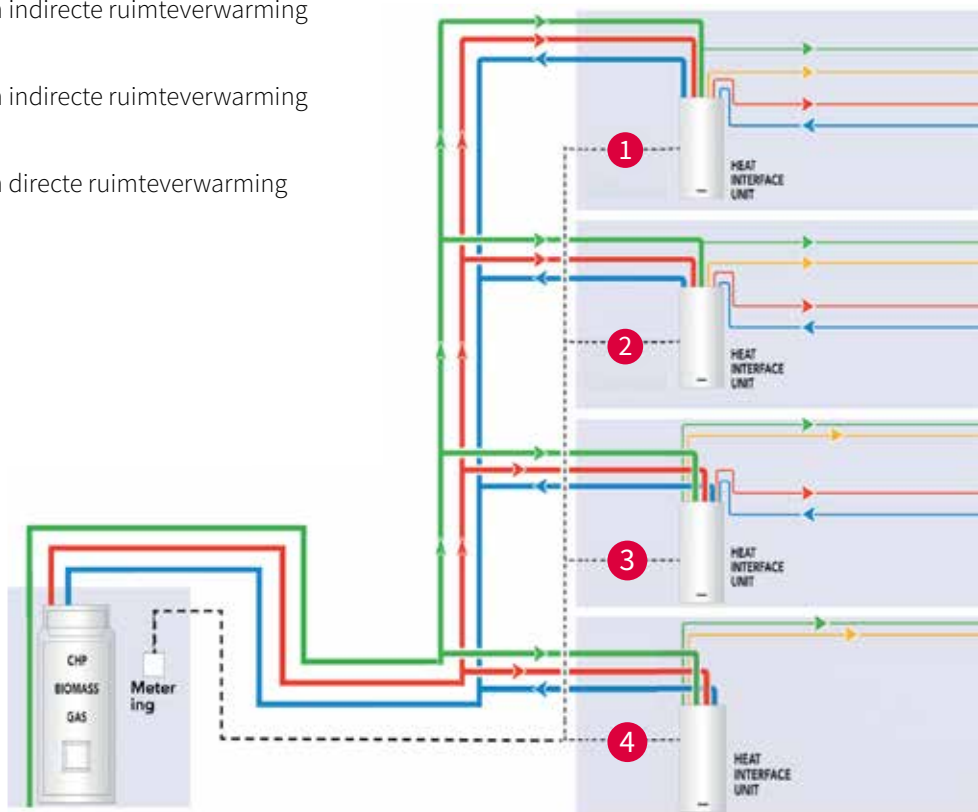 indirecte ruimteverwarming
indirecte ruimteverwarming
directe ruimteverwarming
1
HEAT
INTERFACE
UNIT
2
HEAT
INTERFACE
UNIT
3
HEAT
INTERFACE
UNIT
4
HEAT
INTERFACE
UNIT
CHP
BIOMASS
GAS
Meter
ing